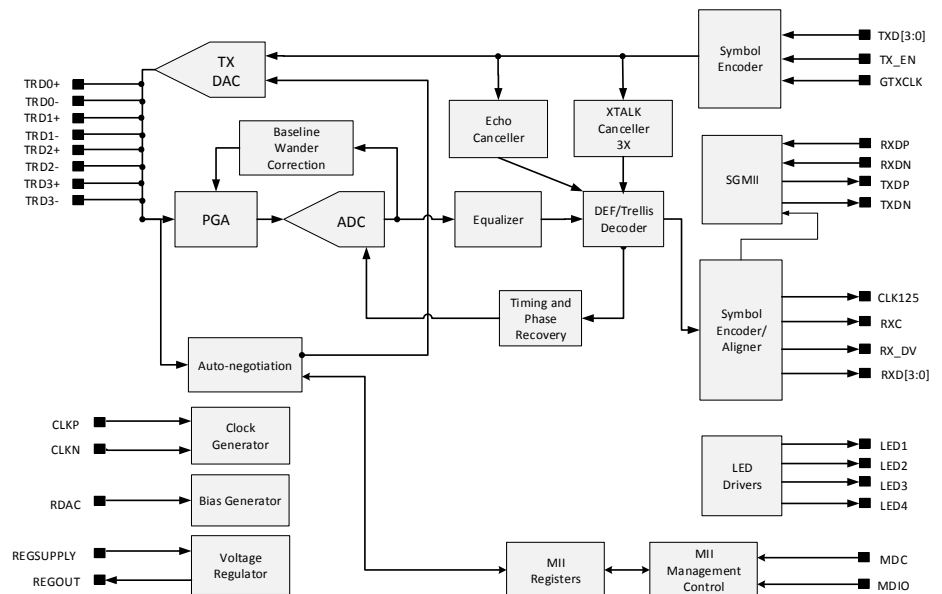 TRD0+
TRD0-
TRD1+
TRD1-
TRD2+
TRD2-
TRD3+
TRD3-
TX
DAC
Baseline
Wander
Correction
PGA
ADC
Equalizer
Echo
Canceller
XTALK
Canceller
3X
DEF/Trellis
Decoder
Timing and
Phase
Recovery
Auto-negotiation
Symbol
Encoder
TXD[3:0]
TX_EN
GTXCLK
SGMII
RXDP
RXDN
TXDP
TXDN
Symbol
Encoder/
Aligner
CLK125
RXC
RX_DV
RXD[3:0]
CLKP
CLKN
Clock
Generator
RDAC
Bias Generator
REGSUPPLY
REGOUT
Voltage
Regulator
LED
Drivers
LED1
LED2
LED3
LED4
MII
Registers
MII
Management
Control
MDC
MDIO